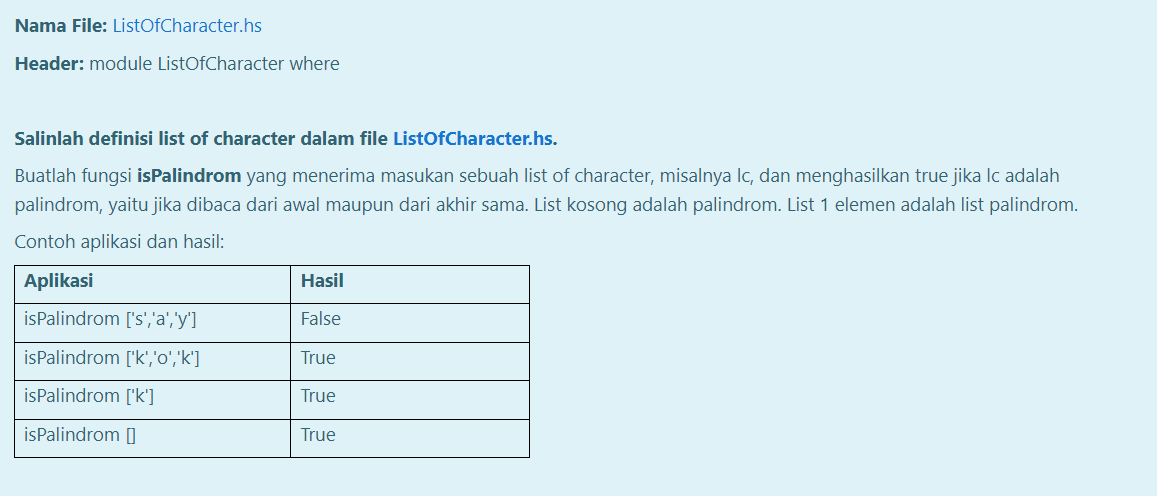 Nama File: ListOfCharacter.hs
Header: module ListOfCharacter where
Salinlah definisi list of character dalam file ListOfCharacter.hs.
Buatlah fungsi isPalindrom yang menerima masukan sebuah list of character, misalnya lc, dan menghasilkan true jika lc adalah
palindrom, yaitu jika dibaca dari awal maupun dari akhir sama. List kosong adalah palindrom. List 1 elemen adalah list palindrom.
Contoh aplikasi dan hasil:
Aplikasi Hasil
isPalindrom ['s','a','y'] False
isPalindrom ['k','o','k'] True
isPalindrom ['k'] True
isPalindrom [] True